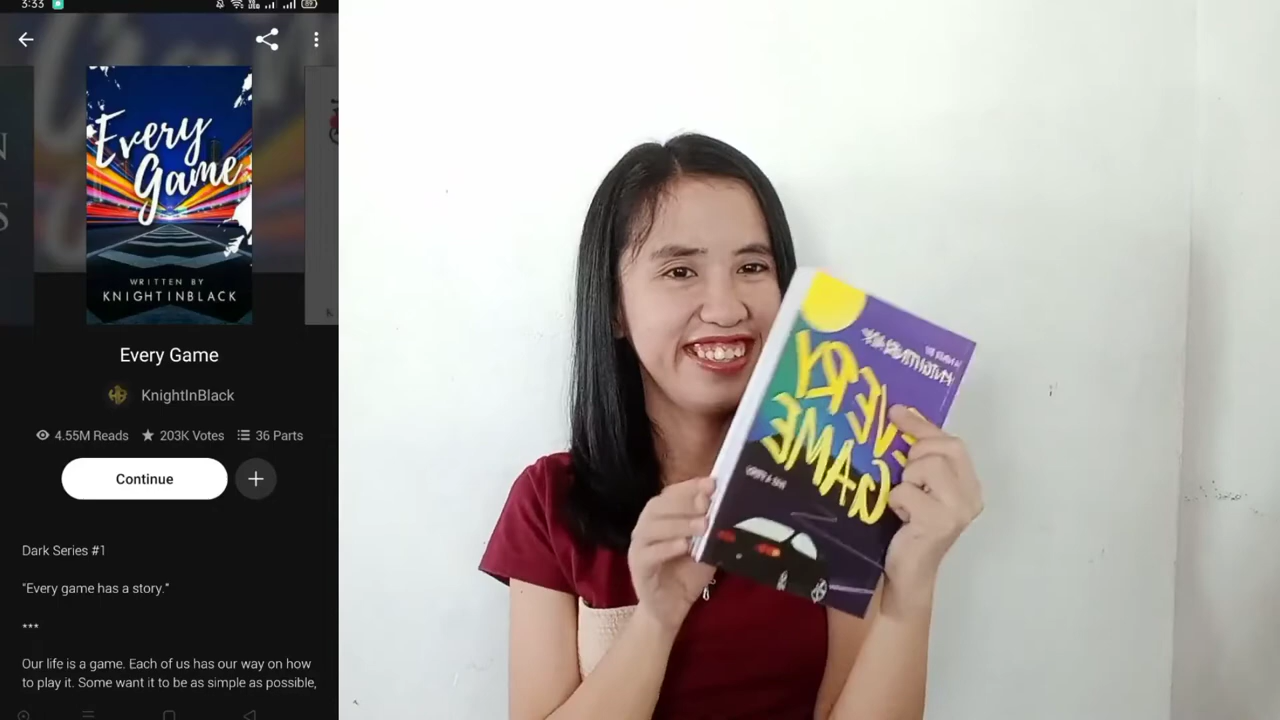 3:33
N
S
Every
Game
WRITTEN BY
KNIGHTINBLACK
Every Game
KnightInBlack
4.55M Reads
203K Votes
36 Parts
Continue
Dark Series #1
"Every game has a story."
***
Our life is a game. Each of us has our way on how
to play it. Some want it to be as simple as possible,
KNIGHTINBLACK
EVERY
GAME